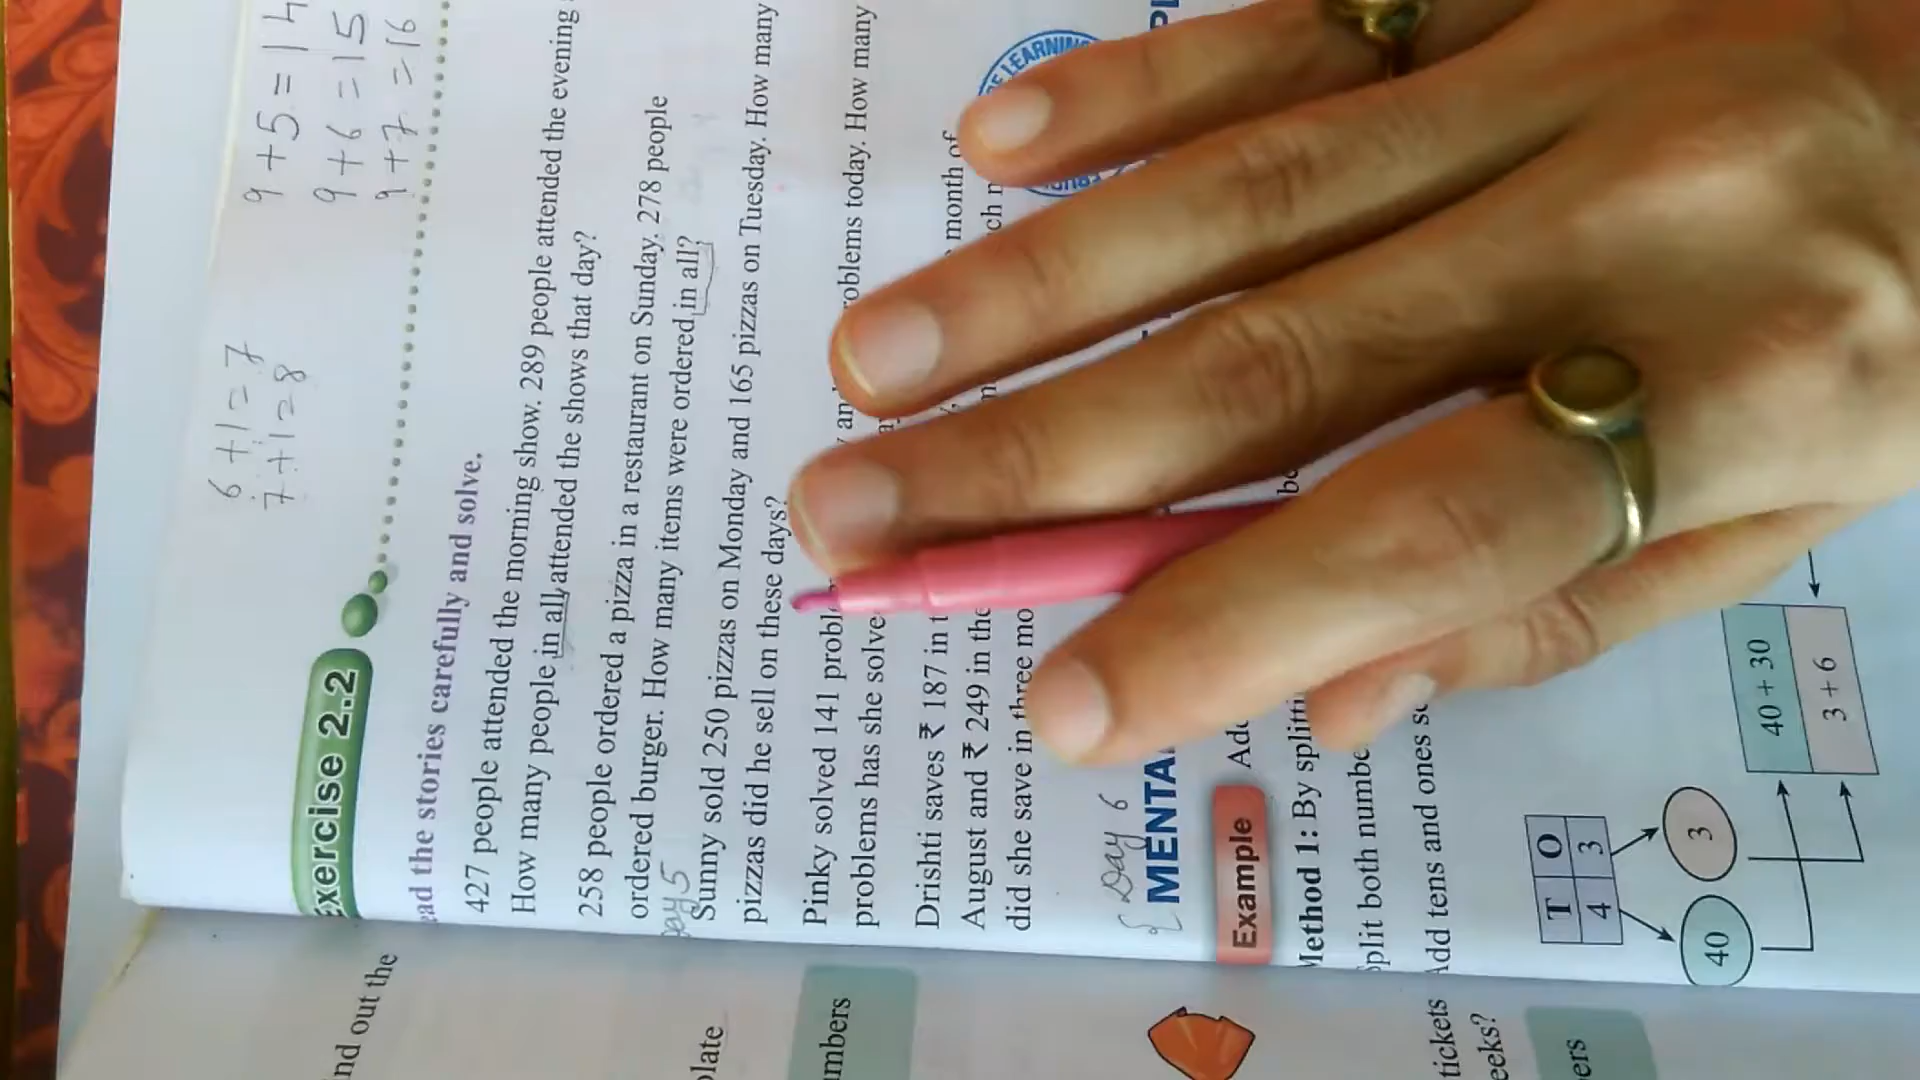 6 + 1 = 7
7 + 1 = 8
9 + 5 = 14
9 + 6 = 15
9 + 7 = 16
Exercise 2.2
ead the stories carefully and solve.
427 people attended the morning show. 289 people attended the evening
How many people in all attended the shows that day?
258 people ordered a pizza in a restaurant on Sunday. 278 people
ordered burger. How many items were ordered in all?
Day 5
Sunny sold 250 pizzas on Monday and 165 pizzas on Tuesday. How many
pizzas did he sell on these days?
Pinky solved 141 probl an roblems today. How many
problems has she solve
Drishti saves ₹ 187 in t month of
August and ₹ 249 in the
did she save in three mo
Day 6
MENTA
LEARNING
Example Add
Method 1: By splitti
Split both numbe
Add tens and ones se
T O
4 3
40 3
40 + 30
3 + 6
nd out the
late
mbers
tickets
eeks?
ers